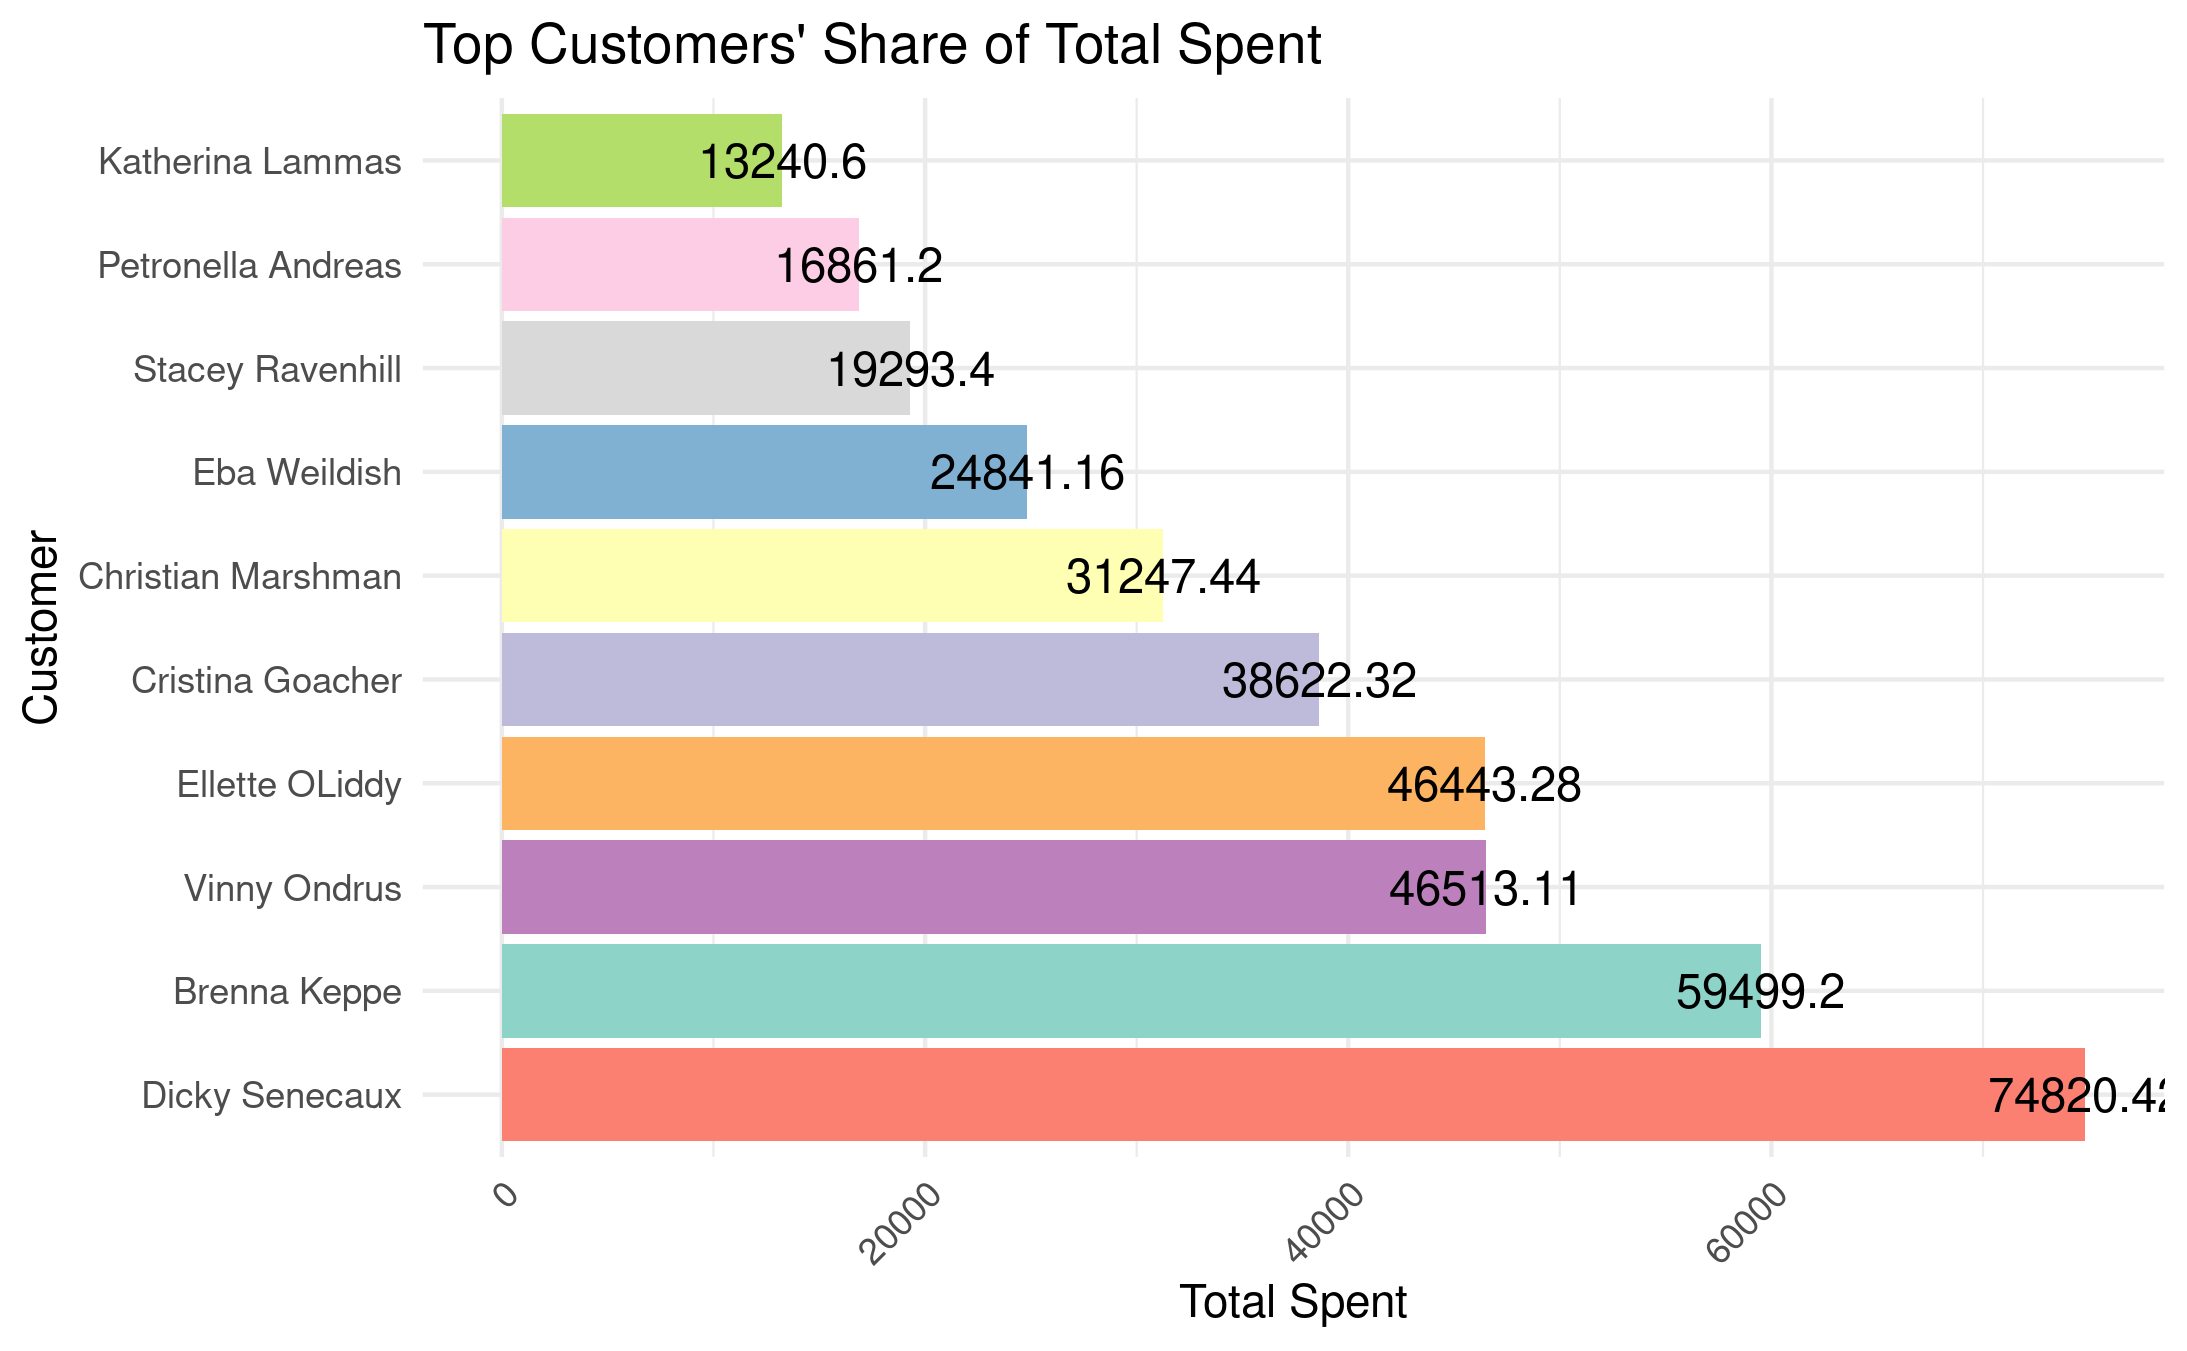 Top Customers' Share of Total Spent
Customer
Katherina Lammas 13240.6
Petronella Andreas 16861.2
Stacey Ravenhill 19293.4
Eba Weildish 24841.16
Christian Marshman 31247.44
Cristina Goacher 38622.32
Ellette OLiddy 46443.28
Vinny Ondrus 46513.11
Brenna Keppe 59499.2
Dicky Senecaux 74820.42
0 20000 40000 60000
Total Spent